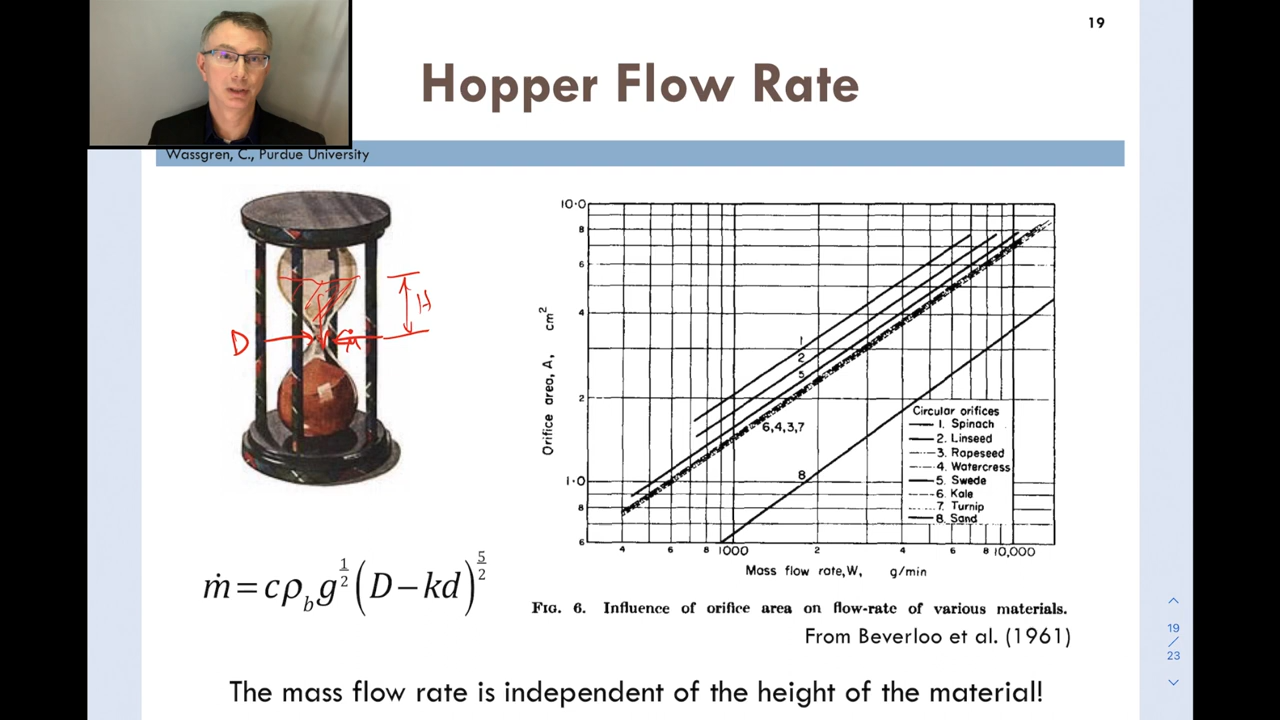 19
Hopper Flow Rate
Wassgren, C., Purdue University
D
ṁ
H
ṁ = cρ_b g^(1/2) (D − kd)^(5/2)
Orifice area, A, cm²
10·0
8
6
4
2
1·0
8
6
1
2
5
6,4,3,7
8
Circular orifices
1. Spinach
2. Linseed
3. Rapeseed
4. Watercress
5. Swede
6. Kale
7. Turnip
8. Sand
4 6 8 1000 2 4 6 8 10,000
Mass flow rate, W, g/min
FIG. 6. Influence of orifice area on flow-rate of various materials.
From Beverloo et al. (1961)
The mass flow rate is independent of the height of the material!
19
/
23